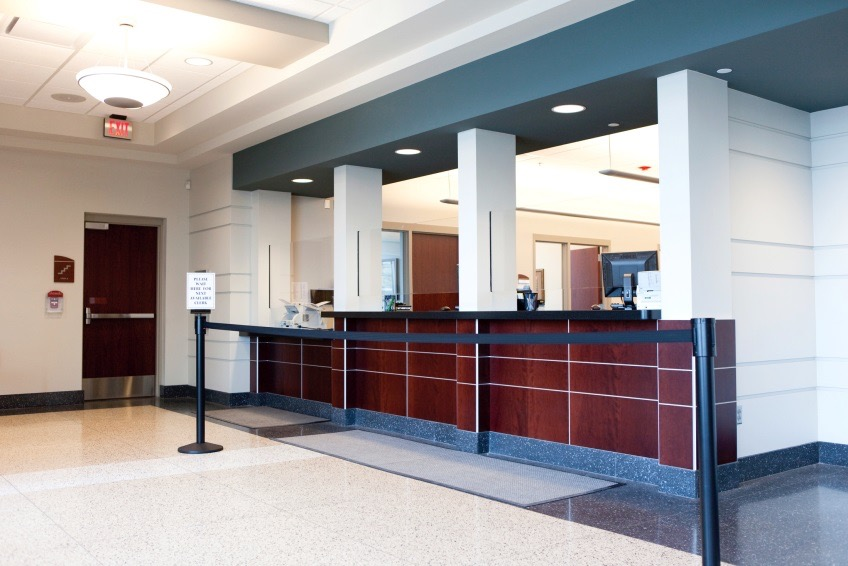 EXIT
PLEASE
WAIT
HERE FOR
NEXT
AVAILABLE
CLERK